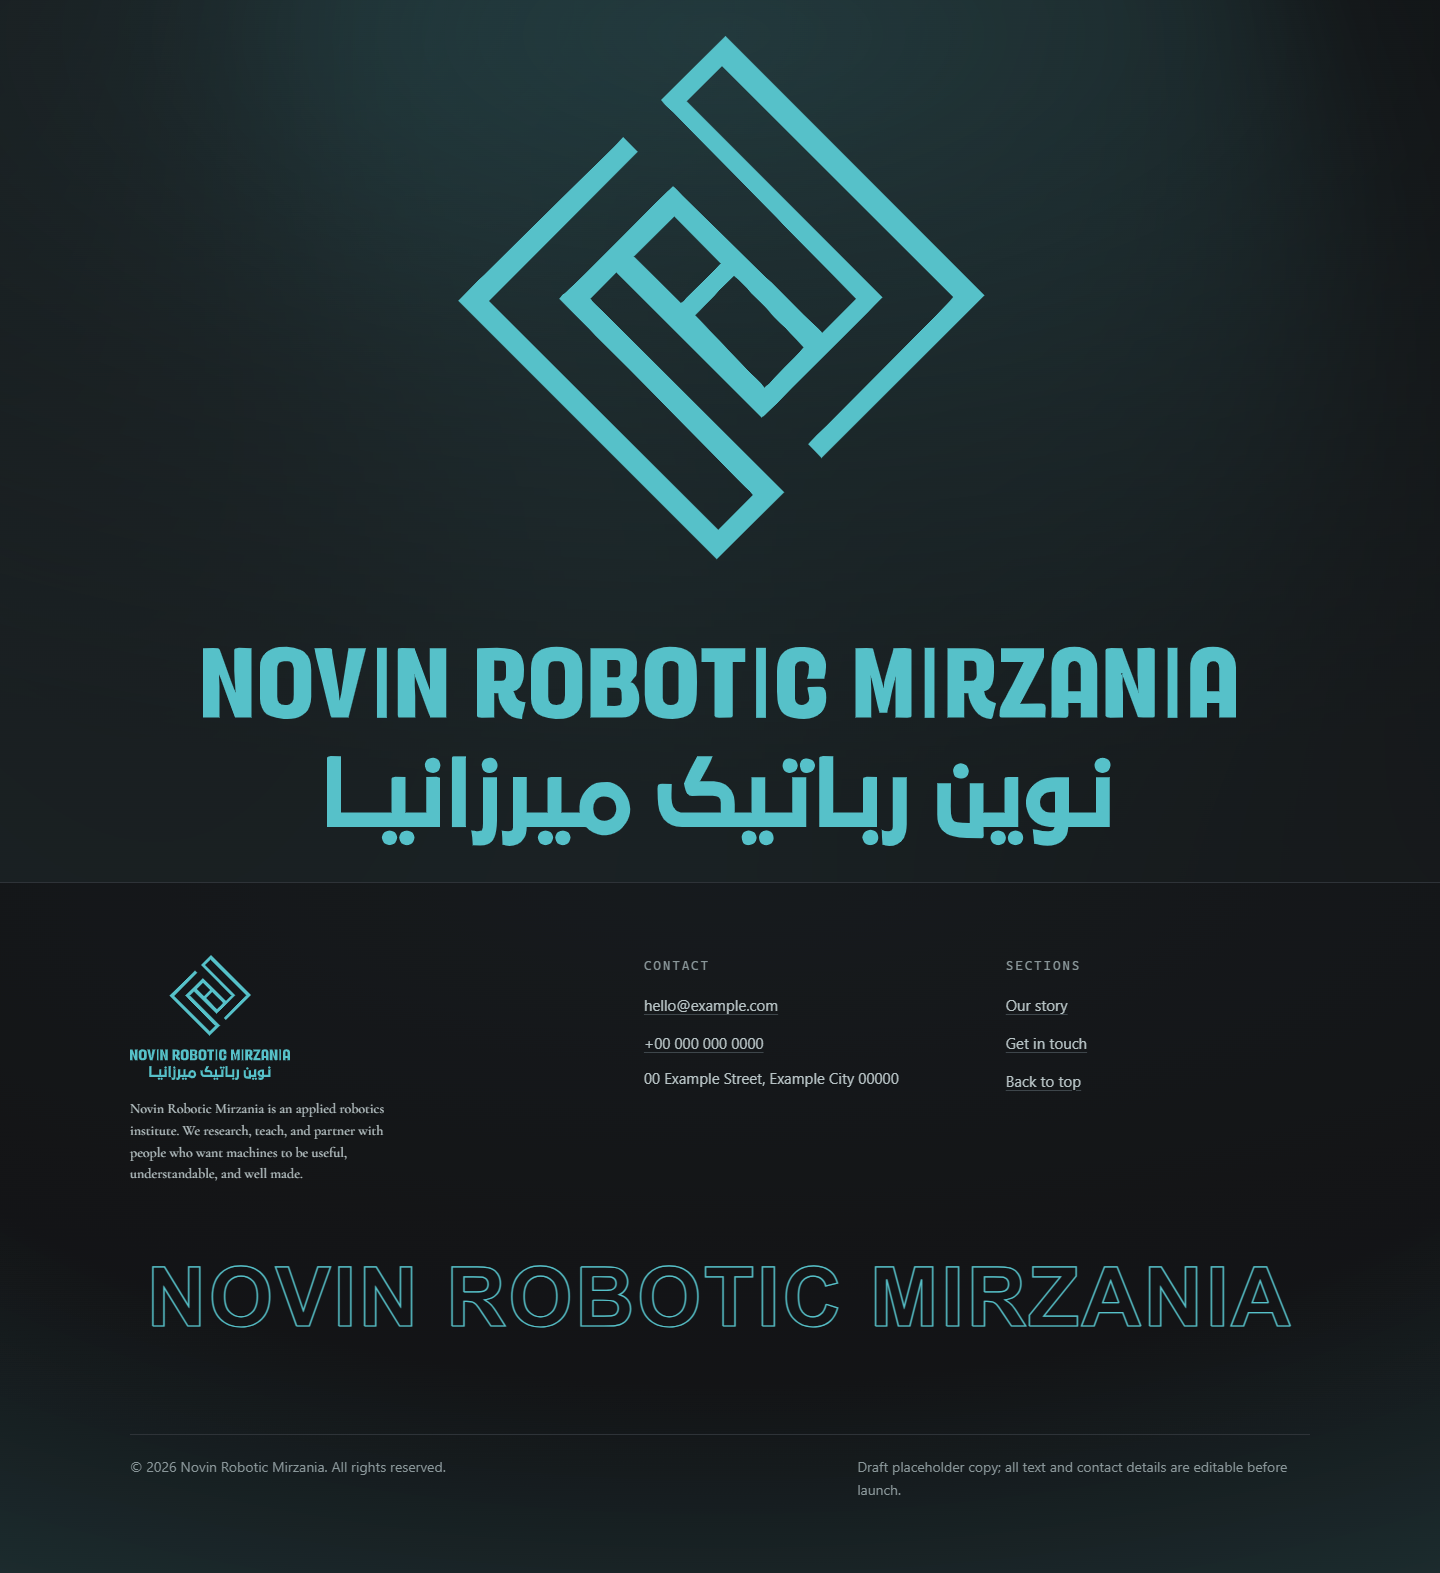 NOVIN ROBOTIC MIRZANIA
نوین رباتیک میرزانیا
NOVIN ROBOTIC MIRZANIA
نوین رباتیک میرزانیا
Novin Robotic Mirzania is an applied robotics
institute. We research, teach, and partner with
people who want machines to be useful,
understandable, and well made.
CONTACT
hello@example.com
+00 000 000 0000
00 Example Street, Example City 00000
SECTIONS
Our story
Get in touch
Back to top
NOVIN ROBOTIC MIRZANIA
© 2026 Novin Robotic Mirzania. All rights reserved.
Draft placeholder copy; all text and contact details are editable before
launch.